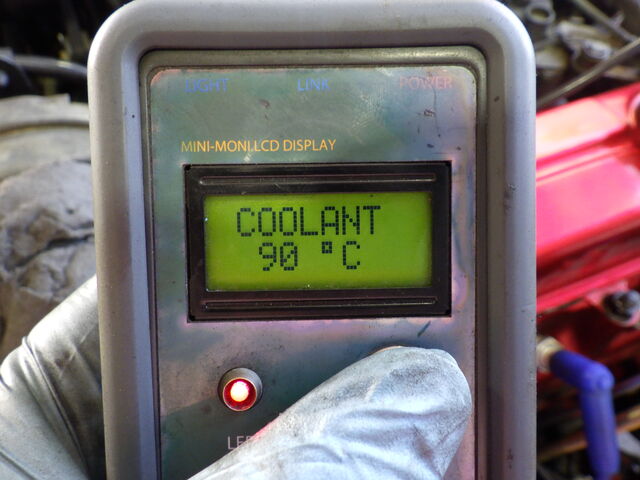 LIGHT LINK POWER
MINI-MONI.LCD DISPLAY
COOLANT
90 °C